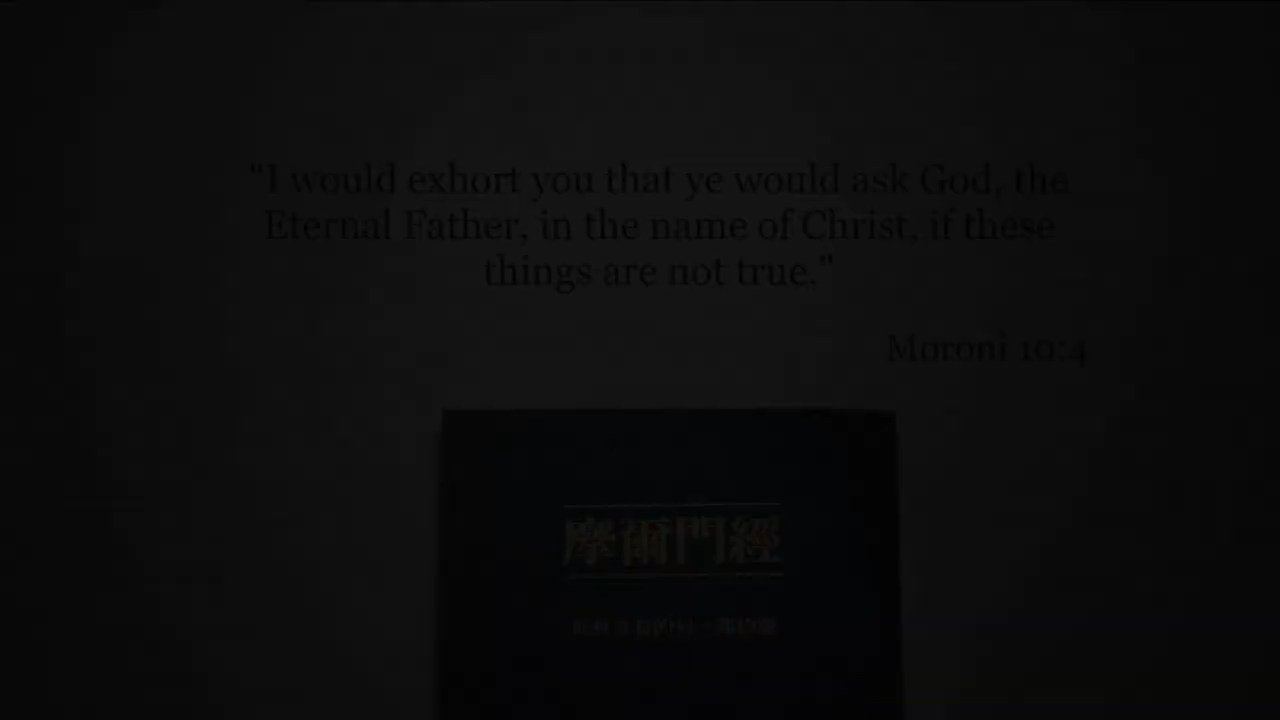 "I would exhort you that ye would ask God, the
Eternal Father, in the name of Christ, if these
things are not true."
Moroni 10:4
摩爾門經